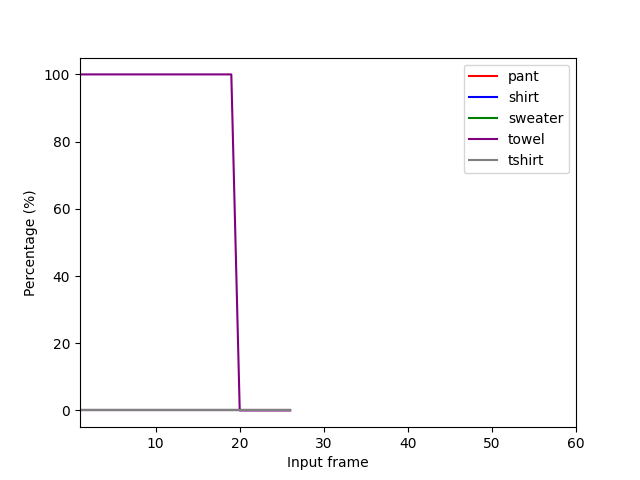 100
80
60
40
20
0
Percentage (%)
10 20 30 40 50 60
Input frame
pant
shirt
sweater
towel
tshirt